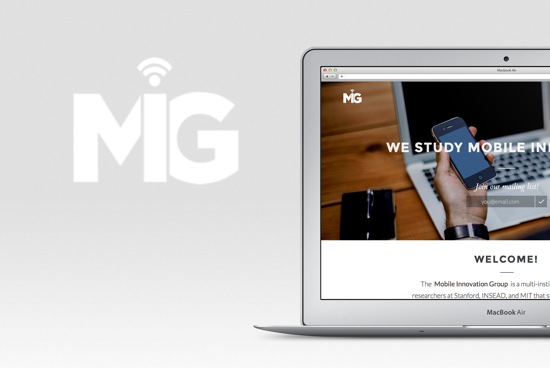 MIG
Macbook Air
MIG
WE STUDY MOBILE IN
Join our mailing list!
you@email.com
WELCOME!
The Mobile Innovation Group is a multi-insti
researchers at Stanford, INSEAD, and MIT that s
MacBook Air